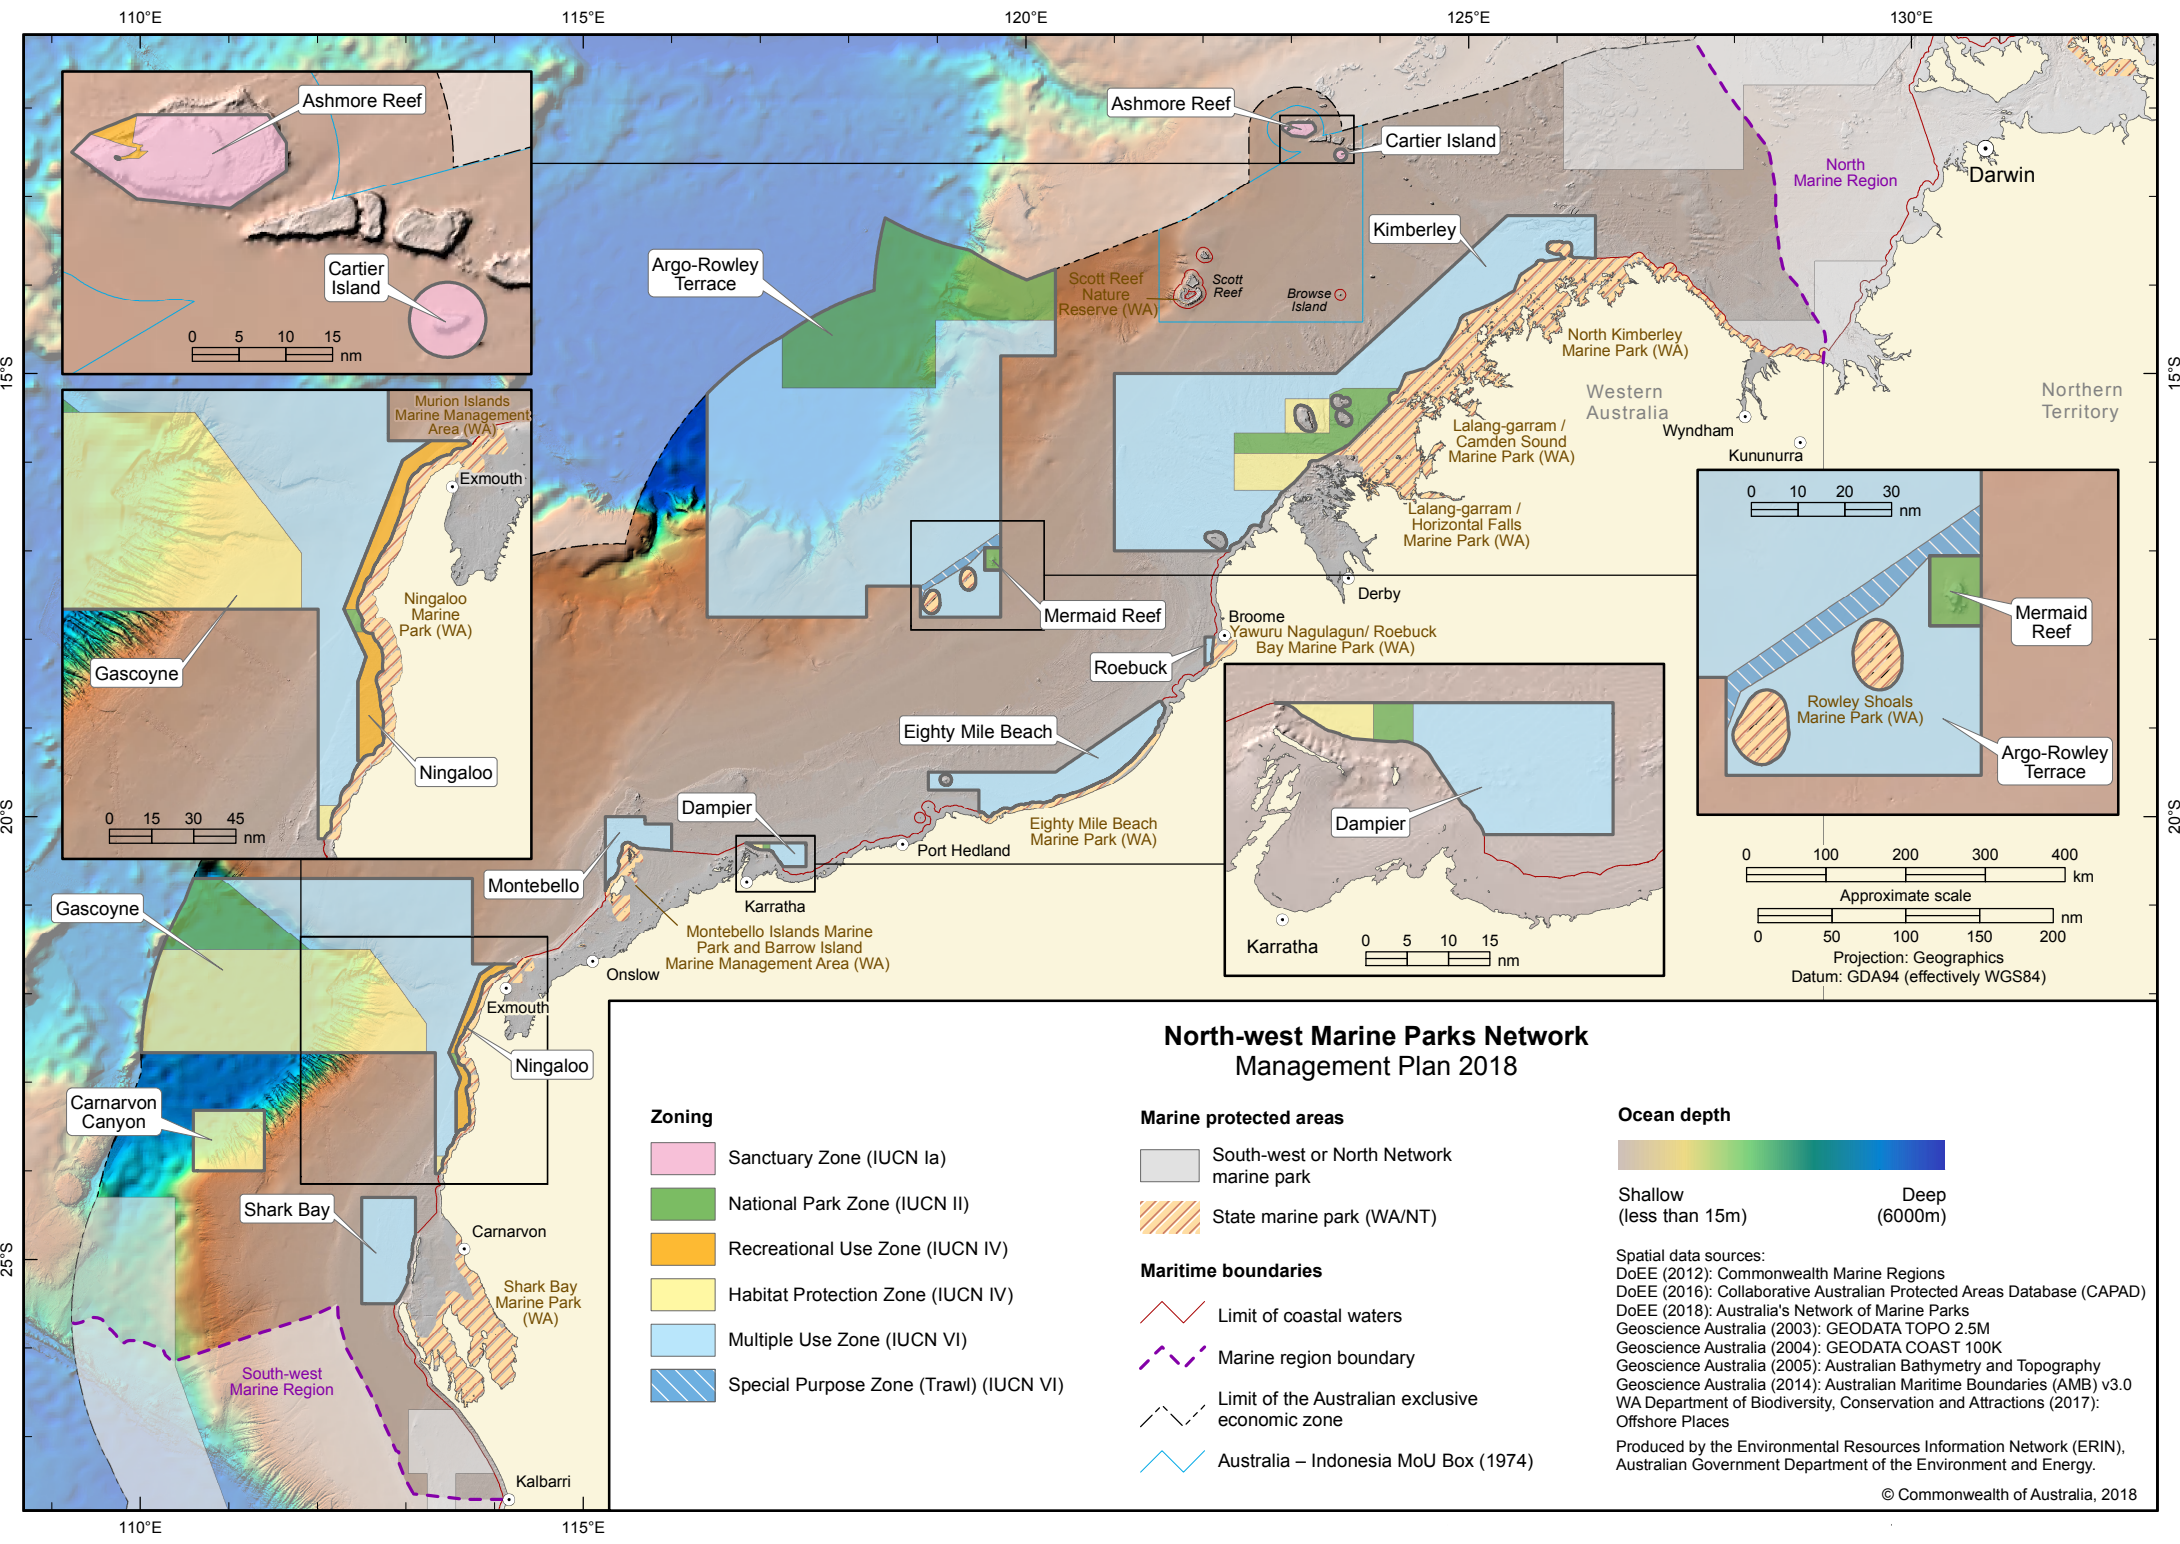 110°E
115°E
120°E
125°E
130°E
15°S
20°S
25°S
15°S
20°S
110°E
115°E
Ashmore Reef
Cartier
Island
0 5 10 15
nm
Murion Islands
Marine Management
Area (WA)
Exmouth
Ningaloo
Marine
Park (WA)
Gascoyne
Ningaloo
0 15 30 45
nm
Ashmore Reef
Cartier Island
North
Marine Region
Darwin
Kimberley
Argo-Rowley
Terrace
Scott Reef
Nature
Reserve (WA)
Scott
Reef
Browse
Island
North Kimberley
Marine Park (WA)
Western
Australia
Northern
Territory
Wyndham
Kununurra
Lalang-garram /
Camden Sound
Marine Park (WA)
Lalang-garram /
Horizontal Falls
Marine Park (WA)
Derby
Mermaid Reef
Broome
Yawuru Nagulagun/ Roebuck
Bay Marine Park (WA)
Roebuck
Eighty Mile Beach
Eighty Mile Beach
Marine Park (WA)
Port Hedland
Dampier
Karratha
Montebello
Montebello Islands Marine
Park and Barrow Island
Marine Management Area (WA)
Onslow
Gascoyne
Exmouth
Ningaloo
Carnarvon
Canyon
Shark Bay
Carnarvon
Shark Bay
Marine Park
(WA)
South-west
Marine Region
Kalbarri
Dampier
Karratha
0 5 10 15
nm
0 10 20 30
nm
Mermaid
Reef
Rowley Shoals
Marine Park (WA)
Argo-Rowley
Terrace
0 100 200 300 400
km
Approximate scale
nm
0 50 100 150 200
Projection: Geographics
Datum: GDA94 (effectively WGS84)
North-west Marine Parks Network
Management Plan 2018
Zoning
Sanctuary Zone (IUCN Ia)
National Park Zone (IUCN II)
Recreational Use Zone (IUCN IV)
Habitat Protection Zone (IUCN IV)
Multiple Use Zone (IUCN VI)
Special Purpose Zone (Trawl) (IUCN VI)
Marine protected areas
South-west or North Network
marine park
State marine park (WA/NT)
Maritime boundaries
Limit of coastal waters
Marine region boundary
Limit of the Australian exclusive
economic zone
Australia – Indonesia MoU Box (1974)
Ocean depth
Shallow
(less than 15m)
Deep
(6000m)
Spatial data sources:
DoEE (2012): Commonwealth Marine Regions
DoEE (2016): Collaborative Australian Protected Areas Database (CAPAD)
DoEE (2018): Australia's Network of Marine Parks
Geoscience Australia (2003): GEODATA TOPO 2.5M
Geoscience Australia (2004): GEODATA COAST 100K
Geoscience Australia (2005): Australian Bathymetry and Topography
Geoscience Australia (2014): Australian Maritime Boundaries (AMB) v3.0
WA Department of Biodiversity, Conservation and Attractions (2017):
Offshore Places
Produced by the Environmental Resources Information Network (ERIN),
Australian Government Department of the Environment and Energy.
© Commonwealth of Australia, 2018